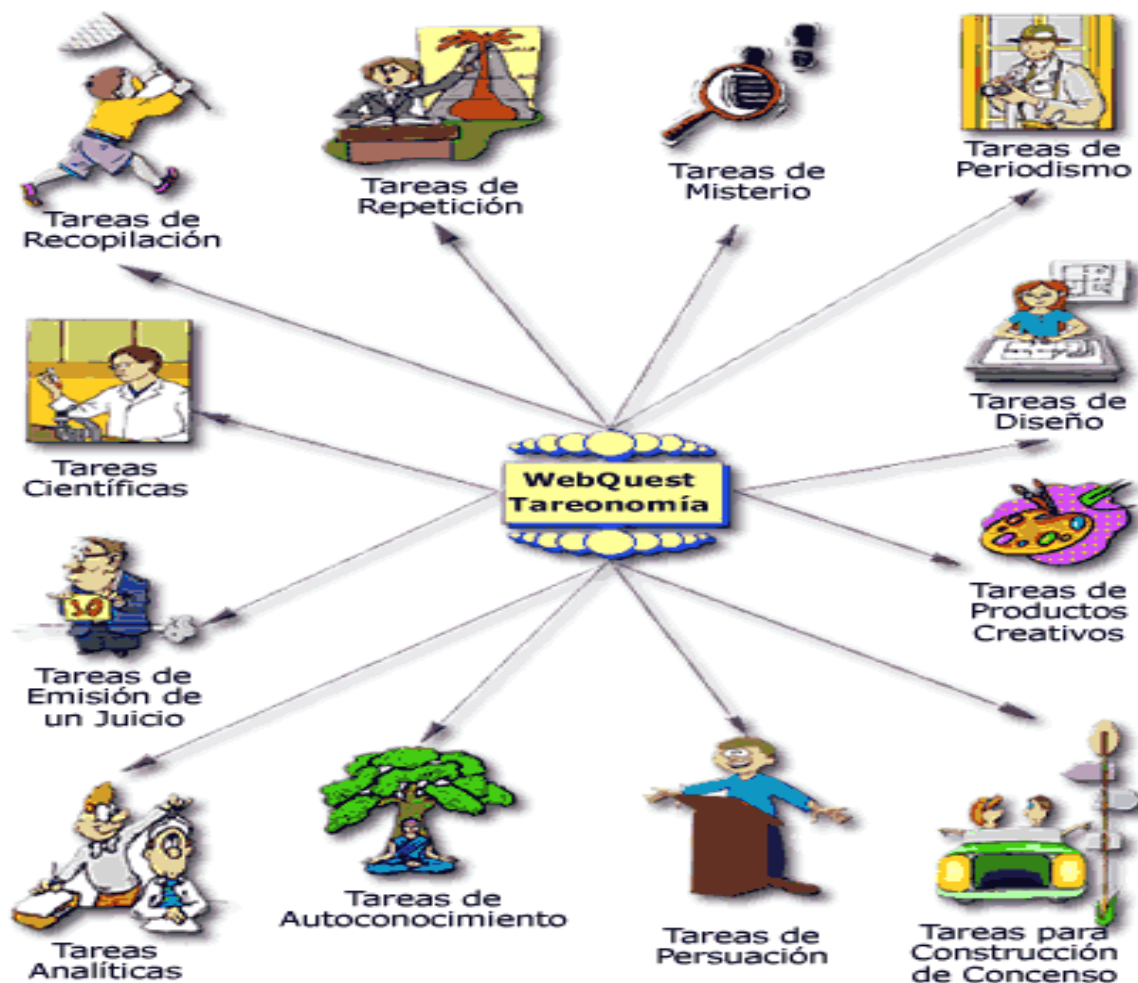 Tareas de
Recopilación
Tareas de
Repetición
Tareas de
Misterio
Tareas de
Periodismo
Tareas
Científicas
WebQuest
Tareonomía
Tareas de
Diseño
Tareas de
Productos
Creativos
10
Tareas de
Emisión de
un Juicio
Tareas
Analíticas
Tareas de
Autoconocimiento
Tareas de
Persuación
Tareas para
Construcción
de Concenso